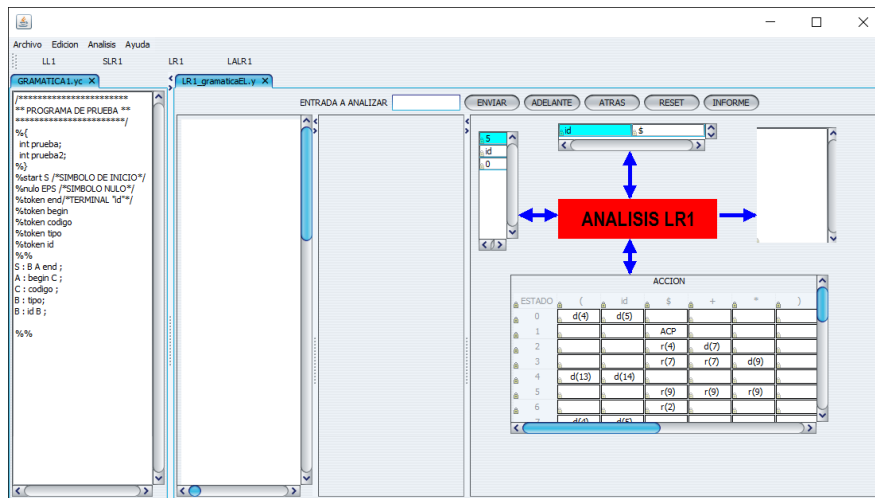 Archivo Edicion Analisis Ayuda
LL1 SLR1 LR1 LALR1
GRAMATICA1.yc X
LR1_gramaticaEL.y X
/************************
** PROGRAMA DE PRUEBA **
************************/
%{
int prueba;
int prueba2;
%}
%start S /*SIMBOLO DE INICIO*/
%nulo EPS /*SIMBOLO NULO*/
%token end/*TERMINAL "id"*/
%token begin
%token codigo
%token tipo
%token id
%%
S : B A end ;
A : begin C ;
C : codigo ;
B : tipo;
B : id B ;
%%
ENTRADA A ANALIZAR ENVIAR ADELANTE ATRAS RESET INFORME
5
id
0
id $
ANALISIS LR1
ACCION
ESTADO ( id $ + * )
0 d(4) d(5)
1 ACP
2 r(4) d(7)
3 r(7) r(7) d(9)
4 d(13) d(14)
5 r(9) r(9) r(9)
6 r(2)
7 d(4) d(5)